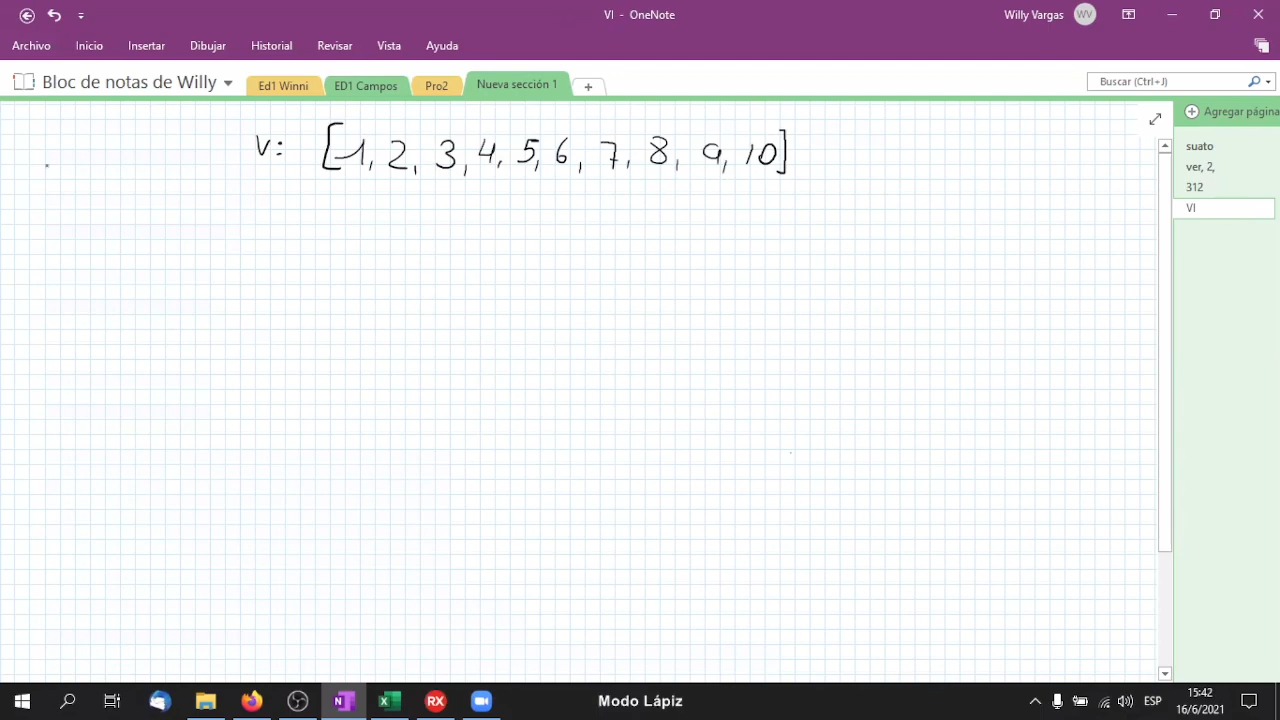 VI - OneNote
Willy Vargas WV
Archivo Inicio Insertar Dibujar Historial Revisar Vista Ayuda
Bloc de notas de Willy
Ed1 Winni ED1 Campos Pro2 Nueva sección 1 +
Buscar (Ctrl+J)
Agregar página
suato
ver, 2,
312
VI
V: [1, 2, 3, 4, 5, 6, 7, 8, 9, 10]
Modo Lápiz
ESP
15:42
16/6/2021